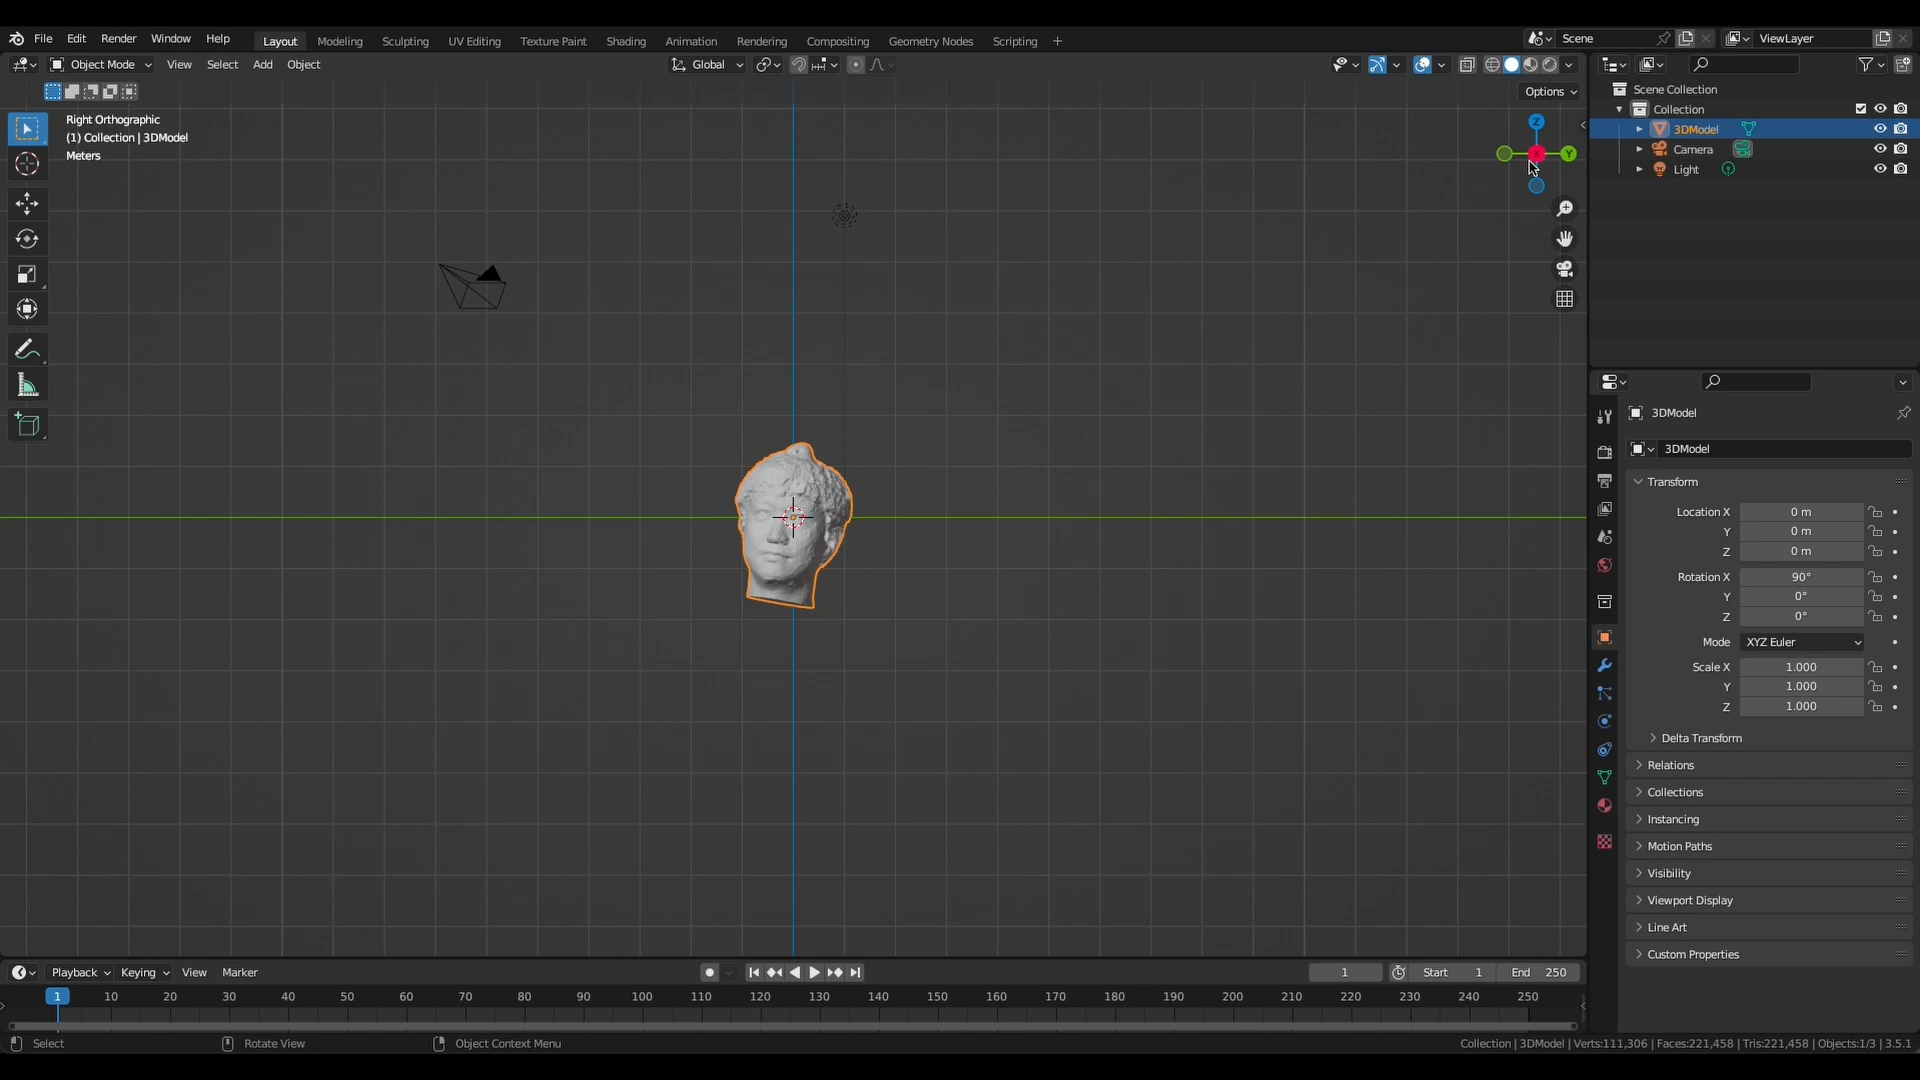 File Edit Render Window Help Layout Modeling Sculpting UV Editing Texture Paint Shading Animation Rendering Compositing Geometry Nodes Scripting + Scene ViewLayer
Object Mode View Select Add Object Global
Options
Right Orthographic
(1) Collection | 3DModel
Meters
Z
Y
Scene Collection
Collection
3DModel
Camera
Light
3DModel
3DModel
Transform
Location X 0 m
Y 0 m
Z 0 m
Rotation X 90°
Y 0°
Z 0°
Mode XYZ Euler
Scale X 1.000
Y 1.000
Z 1.000
Delta Transform
Relations
Collections
Instancing
Motion Paths
Visibility
Viewport Display
Line Art
Custom Properties
Playback Keying View Marker 1 Start 1 End 250
1 10 20 30 40 50 60 70 80 90 100 110 120 130 140 150 160 170 180 190 200 210 220 230 240 250
Select Rotate View Object Context Menu Collection | 3DModel | Verts:111,306 | Faces:221,458 | Tris:221,458 | Objects:1/3 | 3.5.1